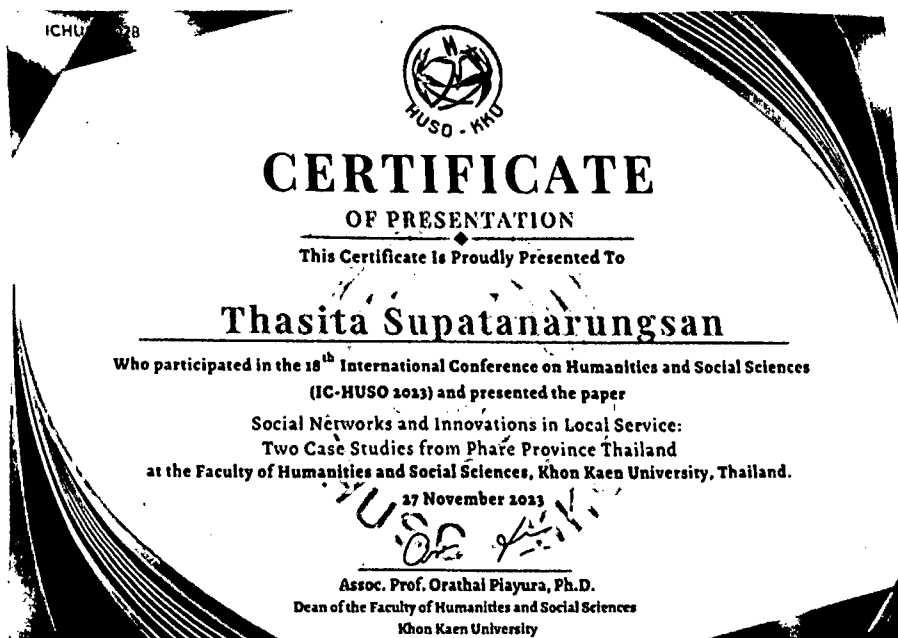 HUSO - KKU
CERTIFICATE
OF PRESENTATION
This Certificate Is Proudly Presented To
Thasita Supatanarungsan
Who participated in the 18th International Conference on Humanities and Social Sciences
(IC-HUSO 2023) and presented the paper
Social Networks and Innovations in Local Service:
Two Case Studies from Phare Province Thailand
at the Faculty of Humanities and Social Sciences, Khon Kaen University, Thailand.
27 November 2023
Assoc. Prof. Orathai Piayura, Ph.D.
Dean of the Faculty of Humanities and Social Sciences
Khon Kaen University